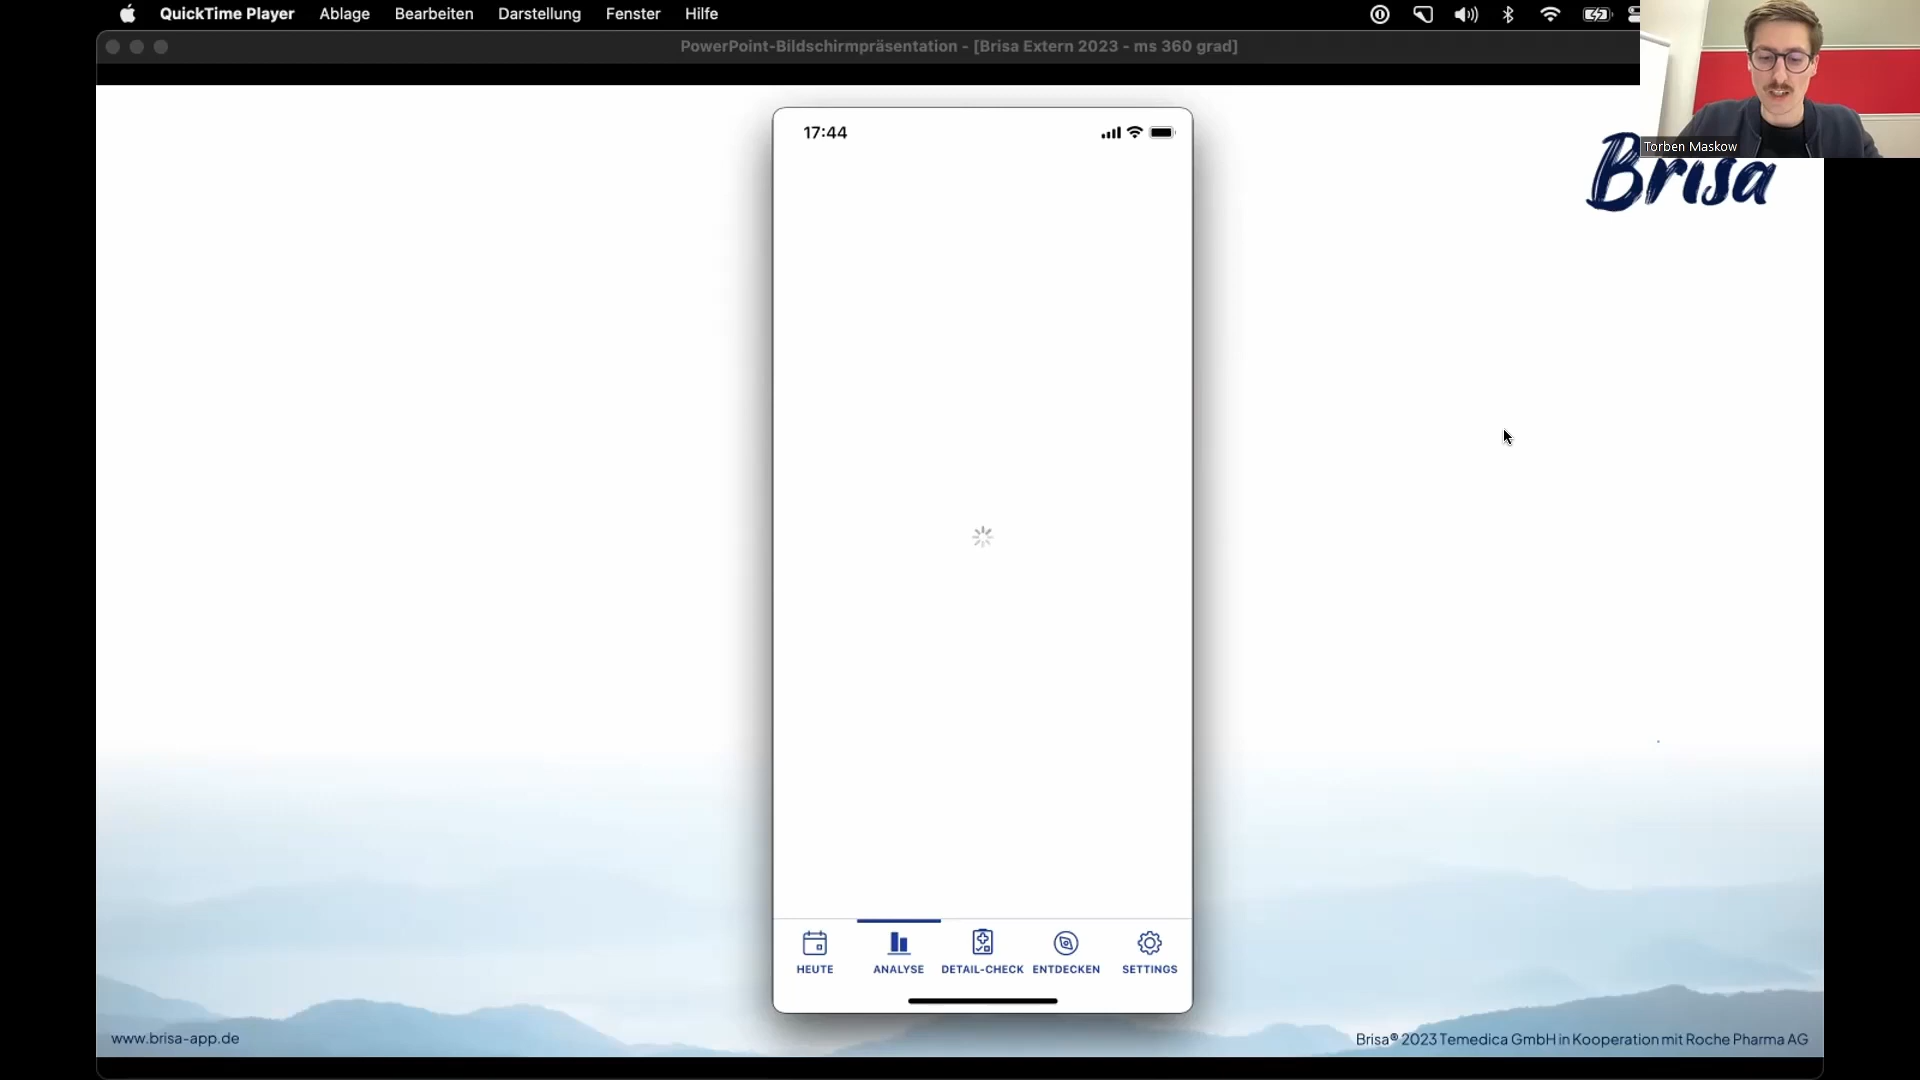 QuickTime Player Ablage Bearbeiten Darstellung Fenster Hilfe
PowerPoint-Bildschirmpräsentation - [Brisa Extern 2023 - ms 360 grad]
Torben Maskow
Brisa
17:44
HEUTE ANALYSE DETAIL-CHECK ENTDECKEN SETTINGS
www.brisa-app.de
Brisa® 2023 Temedica GmbH in Kooperation mit Roche Pharma AG